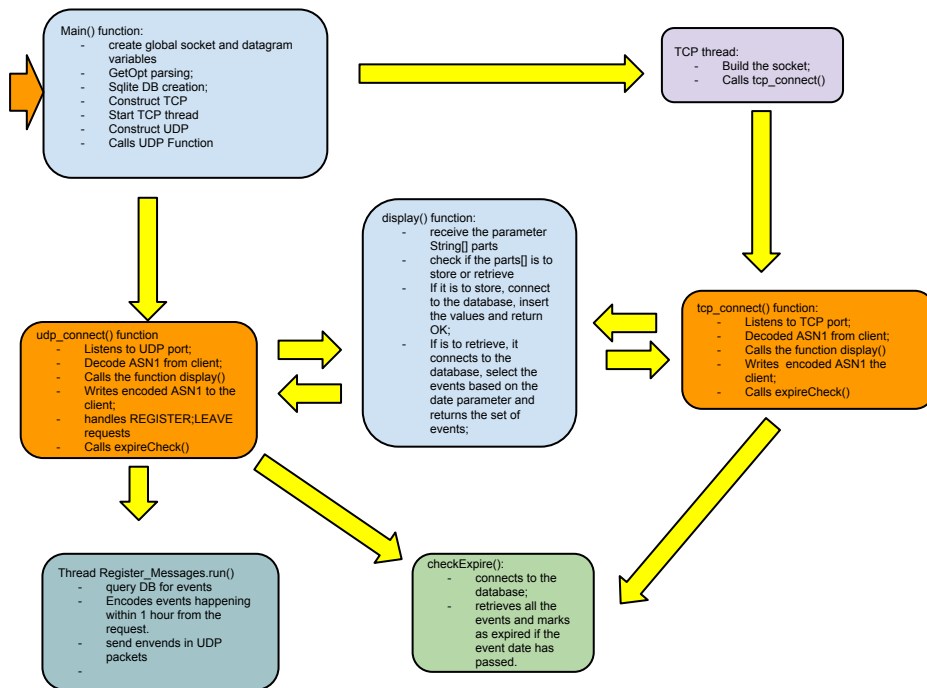 Main() function:
- create global socket and datagram
variables
- GetOpt parsing;
- Sqlite DB creation;
- Construct TCP
- Start TCP thread
- Construct UDP
- Calls UDP Function
TCP thread:
- Build the socket;
- Calls tcp_connect()
display() function:
- receive the parameter
String[] parts
- check if the parts[] is to
store or retrieve
- If it is to store, connect
to the database, insert
the values and return
OK;
- If is to retrieve, it
connects to the
database, select the
events based on the
date parameter and
returns the set of
events;
udp_connect() function
- Listens to UDP port;
- Decode ASN1 from client;
- Calls the function display()
- Writes encoded ASN1 to the
client;
- handles REGISTER;LEAVE
requests
- Calls expireCheck()
tcp_connect() function:
- Listens to TCP port;
- Decoded ASN1 from client;
- Calls the function display()
- Writes encoded ASN1 the
client;
- Calls expireCheck()
Thread Register_Messages.run()
- query DB for events
- Encodes events happening
within 1 hour from the
request.
- send envends in UDP
packets
-
checkExpire():
- connects to the
database;
- retrieves all the
events and marks
as expired if the
event date has
passed.